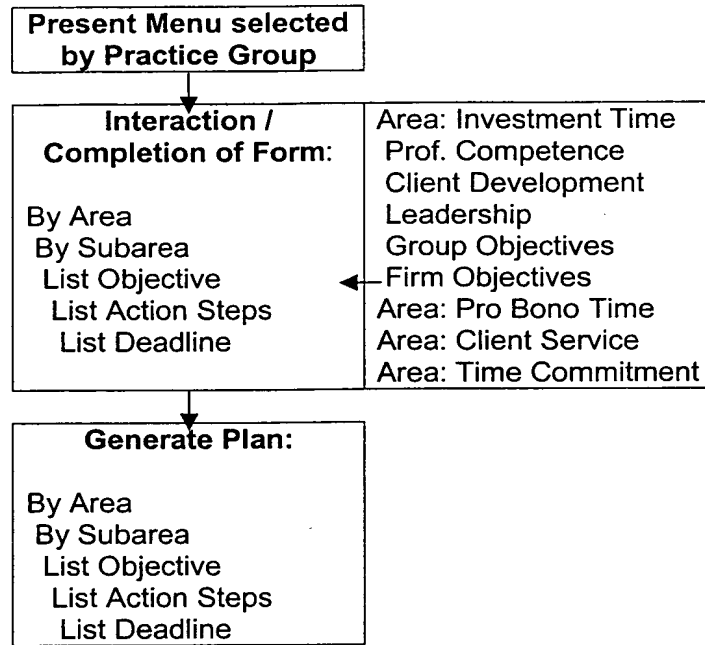 Present Menu selected
by Practice Group
Interaction /
Completion of Form:
By Area
By Subarea
List Objective
List Action Steps
List Deadline
Area: Investment Time
Prof. Competence
Client Development
Leadership
Group Objectives
Firm Objectives
Area: Pro Bono Time
Area: Client Service
Area: Time Commitment
Generate Plan:
By Area
By Subarea
List Objective
List Action Steps
List Deadline